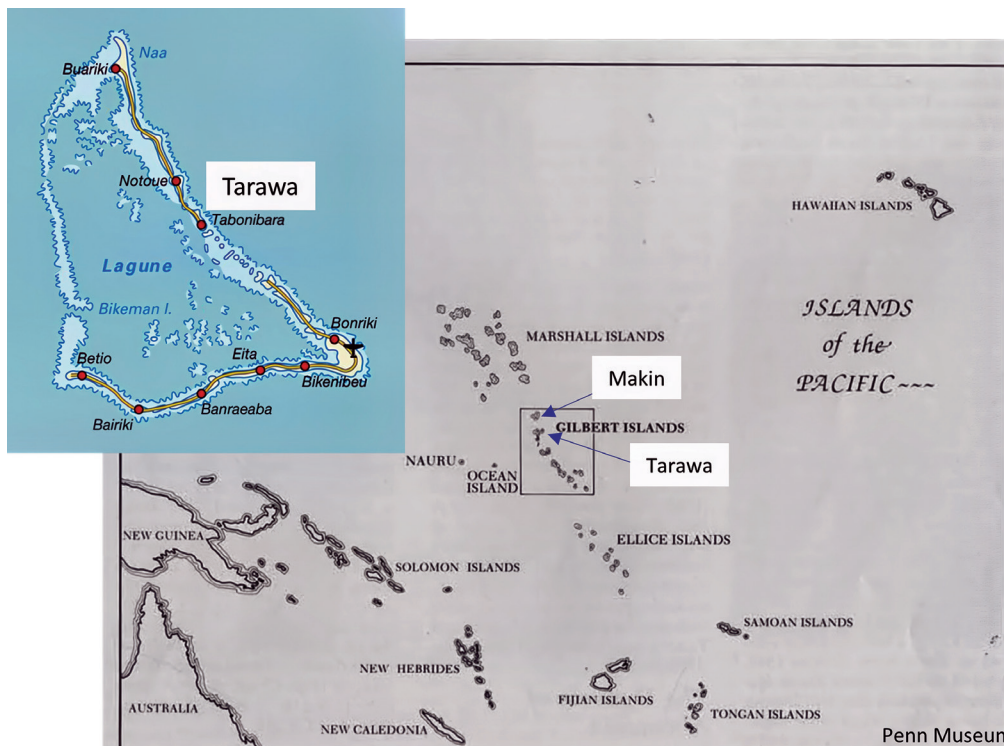 Naa
Buariki
Notoue
Tarawa
Tabonibara
Lagune
Bikeman I.
Bonriki
Betio
Eita
Bikenibeu
Banraeaba
Bairiki
HAWAIIAN ISLANDS
ISLANDS
of the
PACIFIC~~~
MARSHALL ISLANDS
Makin
GILBERT ISLANDS
Tarawa
NAURU
OCEAN
ISLAND
NEW GUINEA
ELLICE ISLANDS
SOLOMON ISLANDS
SAMOAN ISLANDS
NEW HEBRIDES
FIJIAN ISLANDS
AUSTRALIA
TONGAN ISLANDS
NEW CALEDONIA
Penn Museum